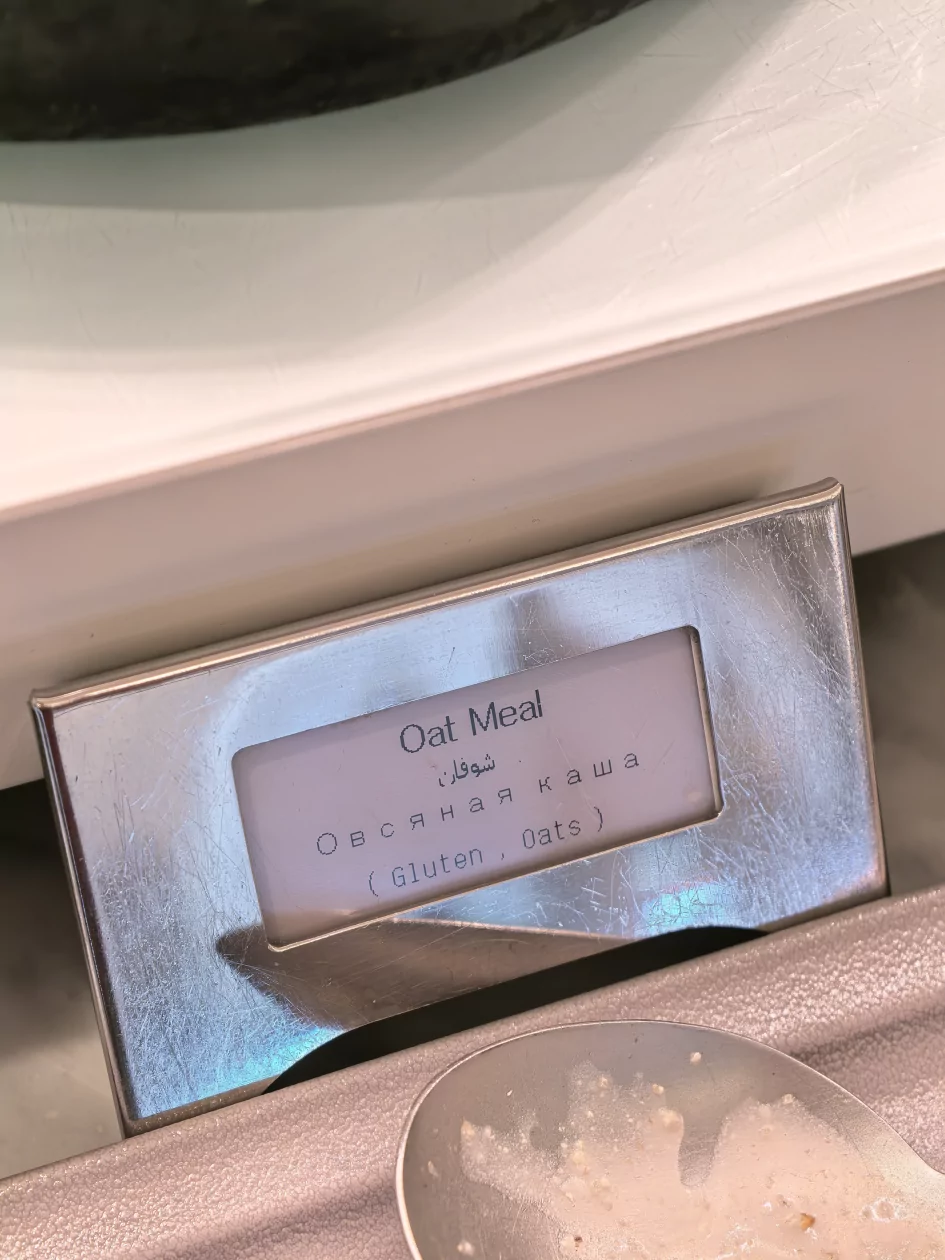 Oat Meal
شوفان
Овсяная каша
( Gluten , Oats )